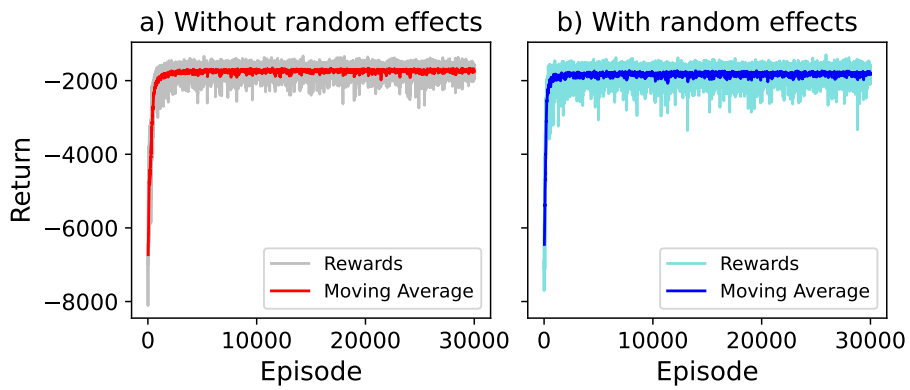 a) Without random effects
b) With random effects
Return
−2000
−4000
−6000
−8000
Rewards
Moving Average
Rewards
Moving Average
0
10000
20000
30000
0
10000
20000
30000
Episode
Episode